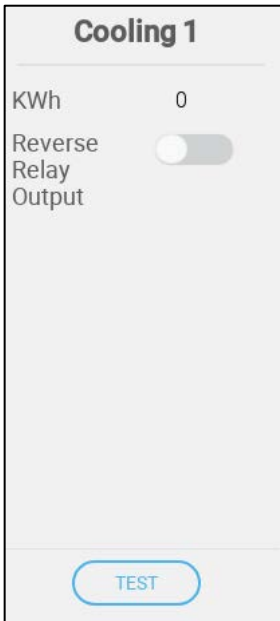 Cooling 1
KWh 0
Reverse
Relay
Output
TEST